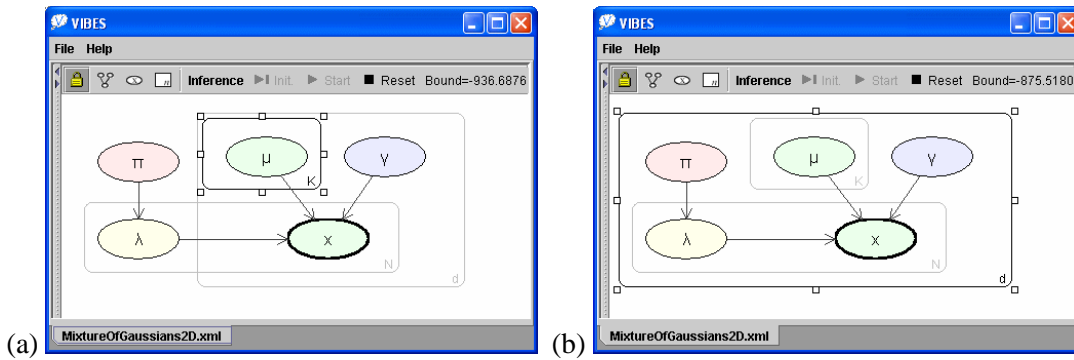 VIBES
File Help
Inference Init. Start Reset Bound=-936.6876
π μ γ
K
λ x
N
d
(a) MixtureOfGaussians2D.xml
VIBES
File Help
Inference Init. Start Reset Bound=-875.5180
π μ γ
K
λ x
N
d
(b) MixtureOfGaussians2D.xml